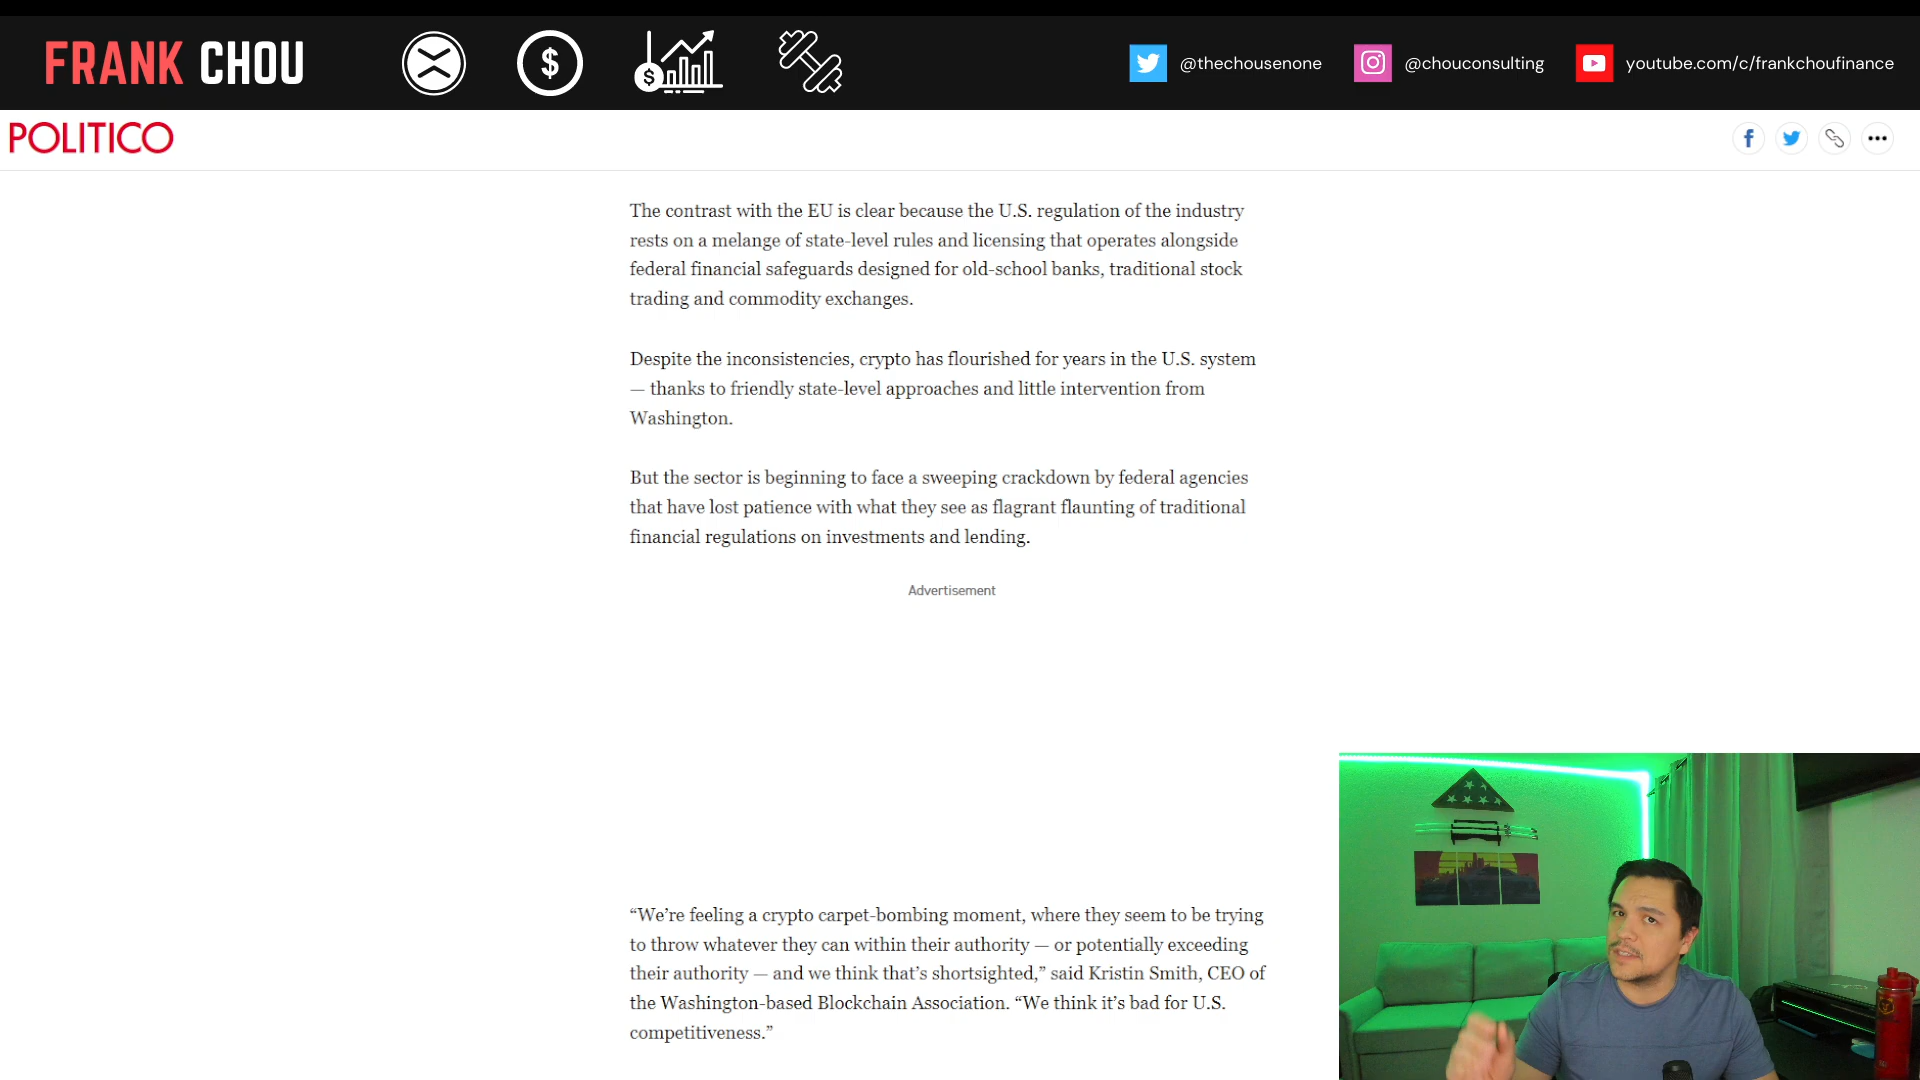 FRANK CHOU
@thechousenone
@chouconsulting
youtube.com/c/frankchoufinance
POLITICO
The contrast with the EU is clear because the U.S. regulation of the industry
rests on a melange of state-level rules and licensing that operates alongside
federal financial safeguards designed for old-school banks, traditional stock
trading and commodity exchanges.
Despite the inconsistencies, crypto has flourished for years in the U.S. system
— thanks to friendly state-level approaches and little intervention from
Washington.
But the sector is beginning to face a sweeping crackdown by federal agencies
that have lost patience with what they see as flagrant flaunting of traditional
financial regulations on investments and lending.
Advertisement
“We’re feeling a crypto carpet-bombing moment, where they seem to be trying
to throw whatever they can within their authority — or potentially exceeding
their authority — and we think that’s shortsighted,” said Kristin Smith, CEO of
the Washington-based Blockchain Association. “We think it’s bad for U.S.
competitiveness.”